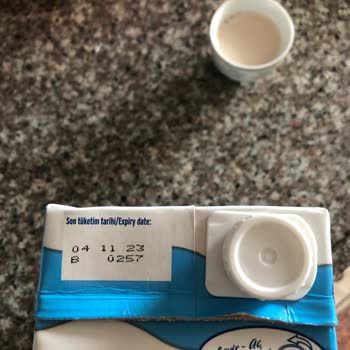 Son tüketim tarihi/Expiry date:
04 11 23
B 0257